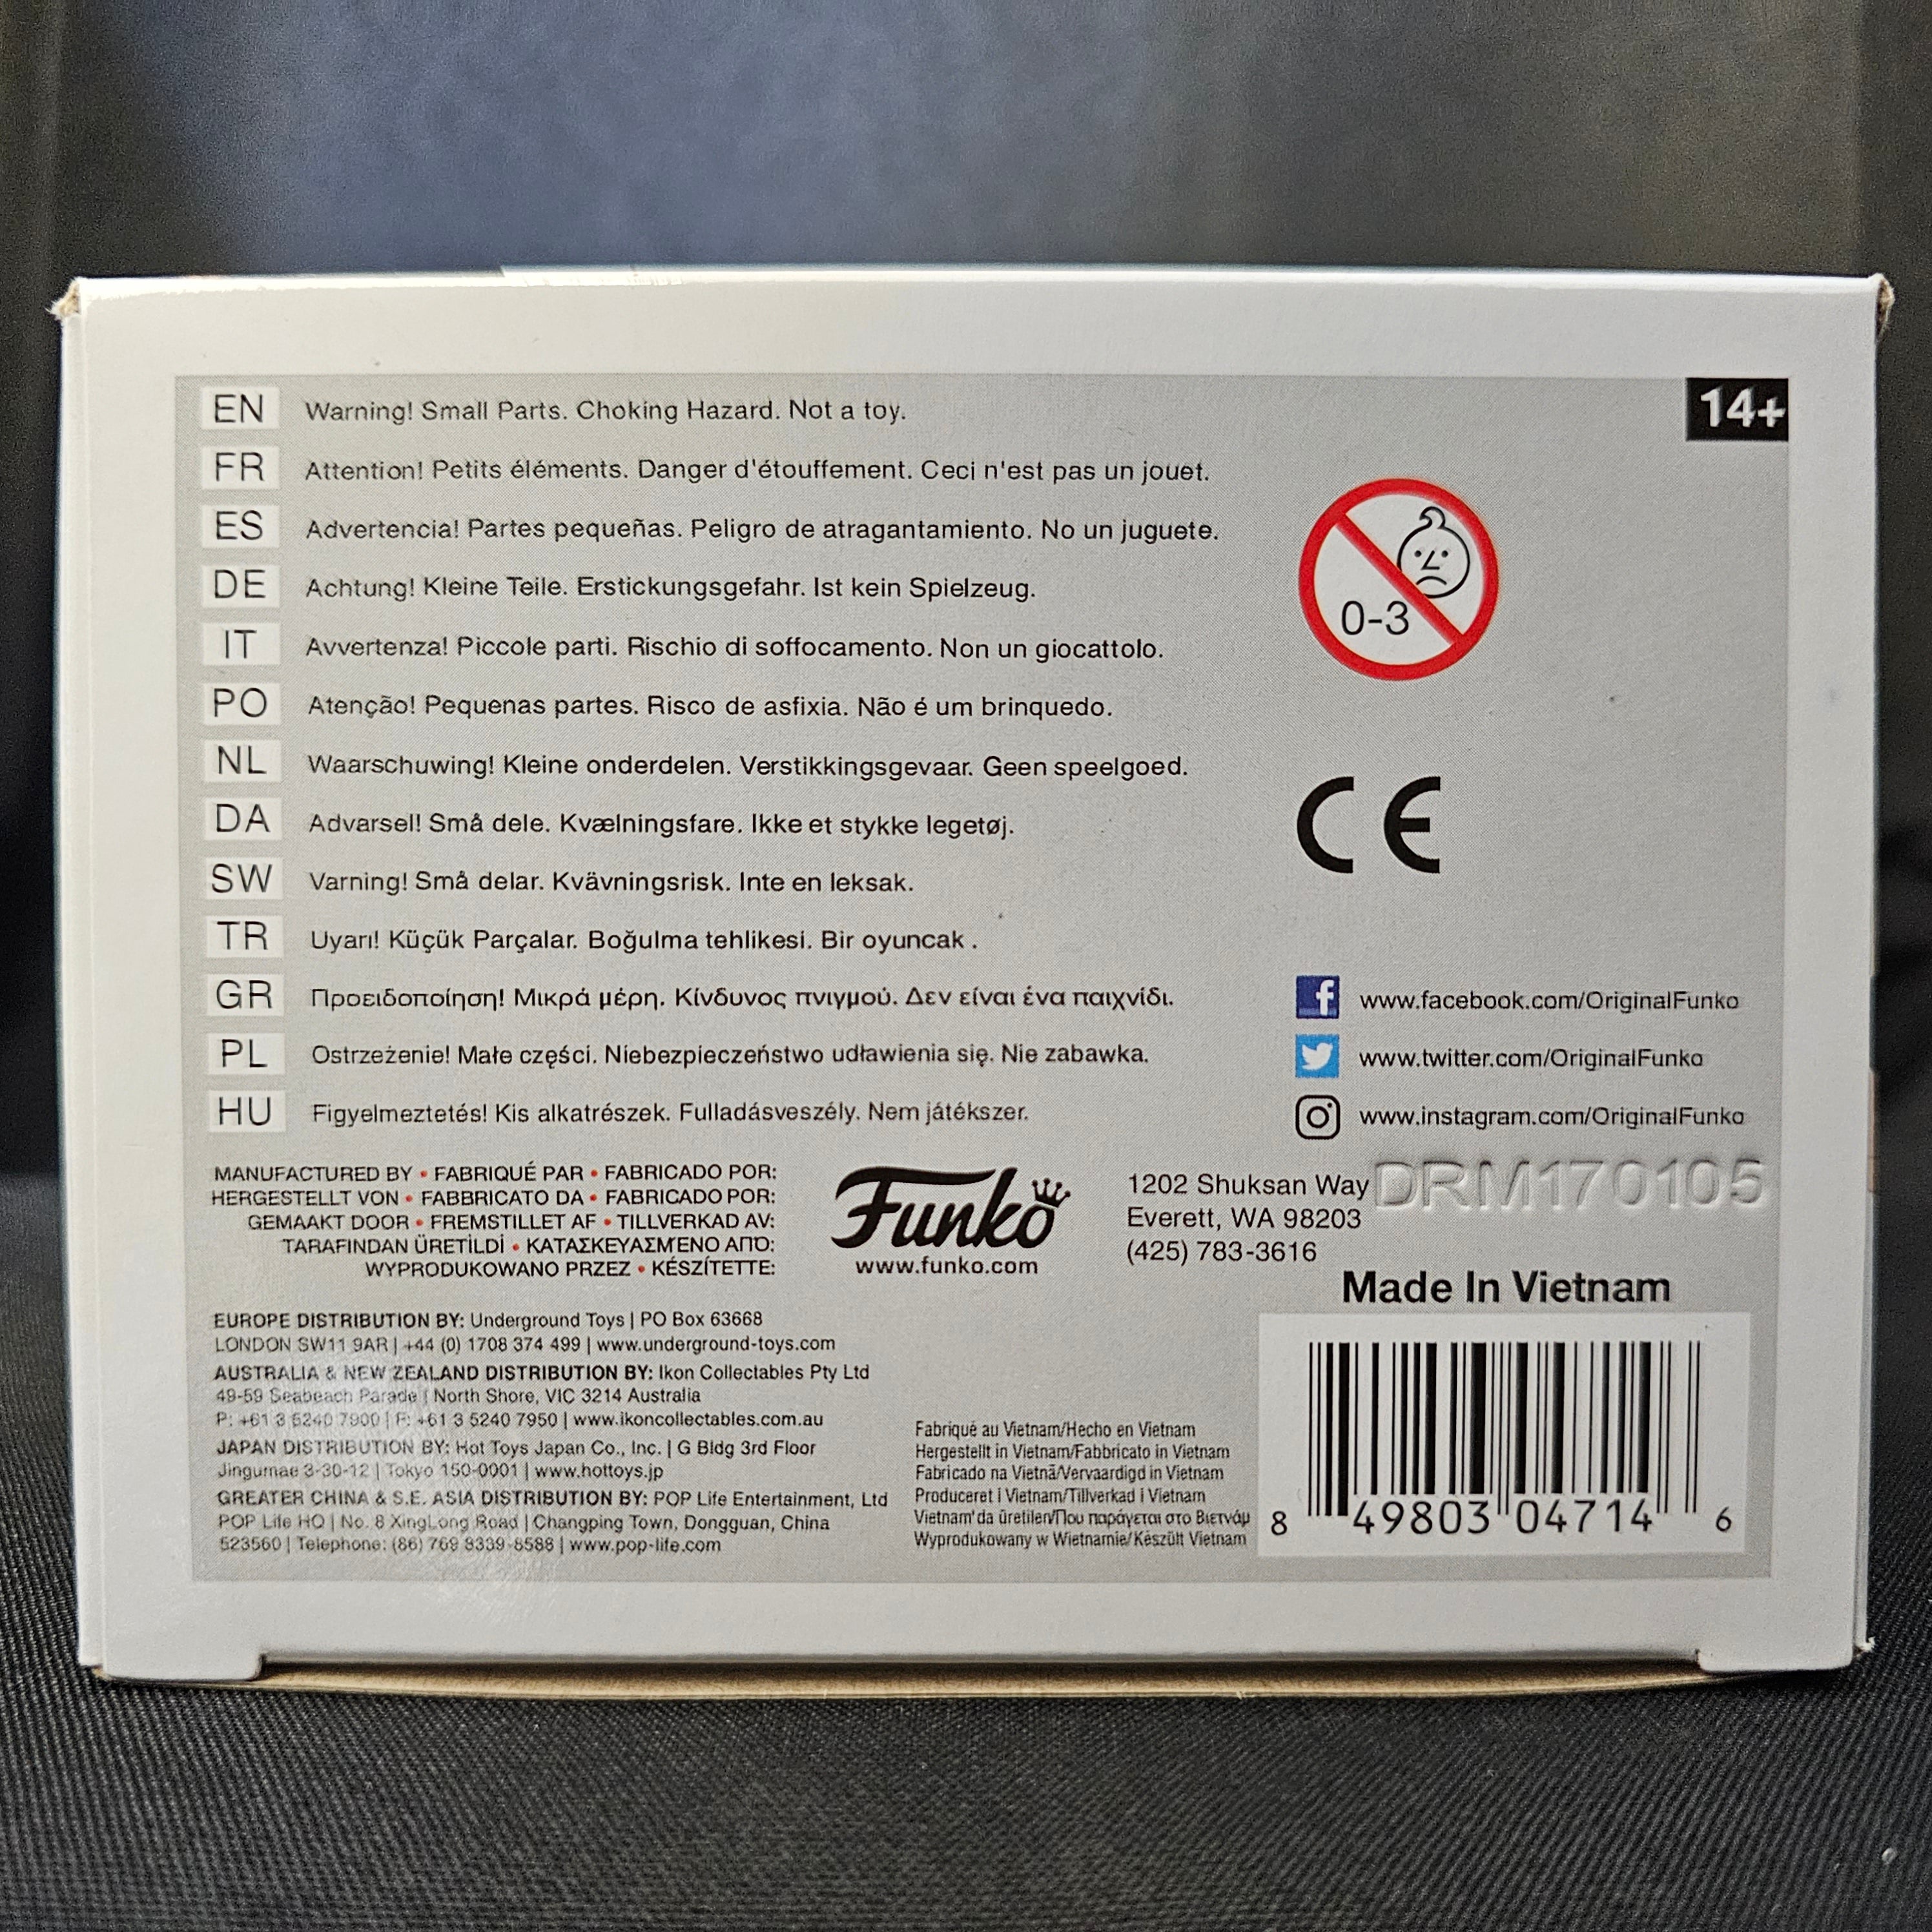 14+
EN Warning! Small Parts. Choking Hazard. Not a toy.
FR Attention! Petits éléments. Danger d'étouffement. Ceci n'est pas un jouet.
ES Advertencia! Partes pequeñas. Peligro de atragantamiento. No un juguete.
DE Achtung! Kleine Teile. Erstickungsgefahr. Ist kein Spielzeug.
IT Avvertenza! Piccole parti. Rischio di soffocamento. Non un giocattolo.
PO Atenção! Pequenas partes. Risco de asfixia. Não é um brinquedo.
NL Waarschuwing! Kleine onderdelen. Verstikkingsgevaar. Geen speelgoed.
DA Advarsel! Små dele. Kvælningsfare. Ikke et stykke legetøj.
SW Varning! Små delar. Kvävningsrisk. Inte en leksak.
TR Uyarı! Küçük Parçalar. Boğulma tehlikesi. Bir oyuncak .
GR Προειδοποίηση! Μικρά μέρη. Κίνδυνος πνιγμού. Δεν είναι ένα παιχνίδι.
PL Ostrzeżenie! Małe części. Niebezpieczeństwo udławienia się. Nie zabawka.
HU Figyelmeztetés! Kis alkatrészek. Fulladásveszély. Nem játékszer.
0-3
CE
www.facebook.com/OriginalFunko
www.twitter.com/OriginalFunko
www.instagram.com/OriginalFunko
MANUFACTURED BY • FABRIQUÉ PAR • FABRICADO POR:
HERGESTELLT VON • FABBRICATO DA • FABRICADO POR:
GEMAAKT DOOR • FREMSTILLET AF • TILLVERKAD AV:
TARAFINDAN ÜRETİLDİ • ΚΑΤΑΣΚΕΥΑΣΜΈΝΟ ΑΠΌ:
WYPRODUKOWANO PRZEZ • KÉSZÍTETTE:
Funko
www.funko.com
1202 Shuksan Way
Everett, WA 98203
(425) 783-3616
DRM170105
Made In Vietnam
EUROPE DISTRIBUTION BY: Underground Toys | PO Box 63668
LONDON SW11 9AR | +44 (0) 1708 374 499 | www.underground-toys.com
AUSTRALIA & NEW ZEALAND DISTRIBUTION BY: Ikon Collectables Pty Ltd
49-59 Seabeach Parade | North Shore, VIC 3214 Australia
P: +61 3 5240 7900 | F: +61 3 5240 7950 | www.ikoncollectables.com.au
JAPAN DISTRIBUTION BY: Hot Toys Japan Co., Inc. | G Bldg 3rd Floor
Jingumae 3-30-12 | Tokyo 150-0001 | www.hottoys.jp
GREATER CHINA & S.E. ASIA DISTRIBUTION BY: POP Life Entertainment, Ltd
POP Life HQ | No. 8 XingLong Road | Changping Town, Dongguan, China
523560 | Telephone: (86) 769 8339-8588 | www.pop-life.com
Fabriqué au Vietnam/Hecho en Vietnam
Hergestellt in Vietnam/Fabbricato in Vietnam
Fabricado na Vietnã/Vervaardigd in Vietnam
Produceret i Vietnam/Tillverkad i Vietnam
Vietnam'da üretilen/Που παράγεται στο Βιετνάμ
Wyprodukowany w Wietnamie/Készült Vietnam
8 49803 04714 6